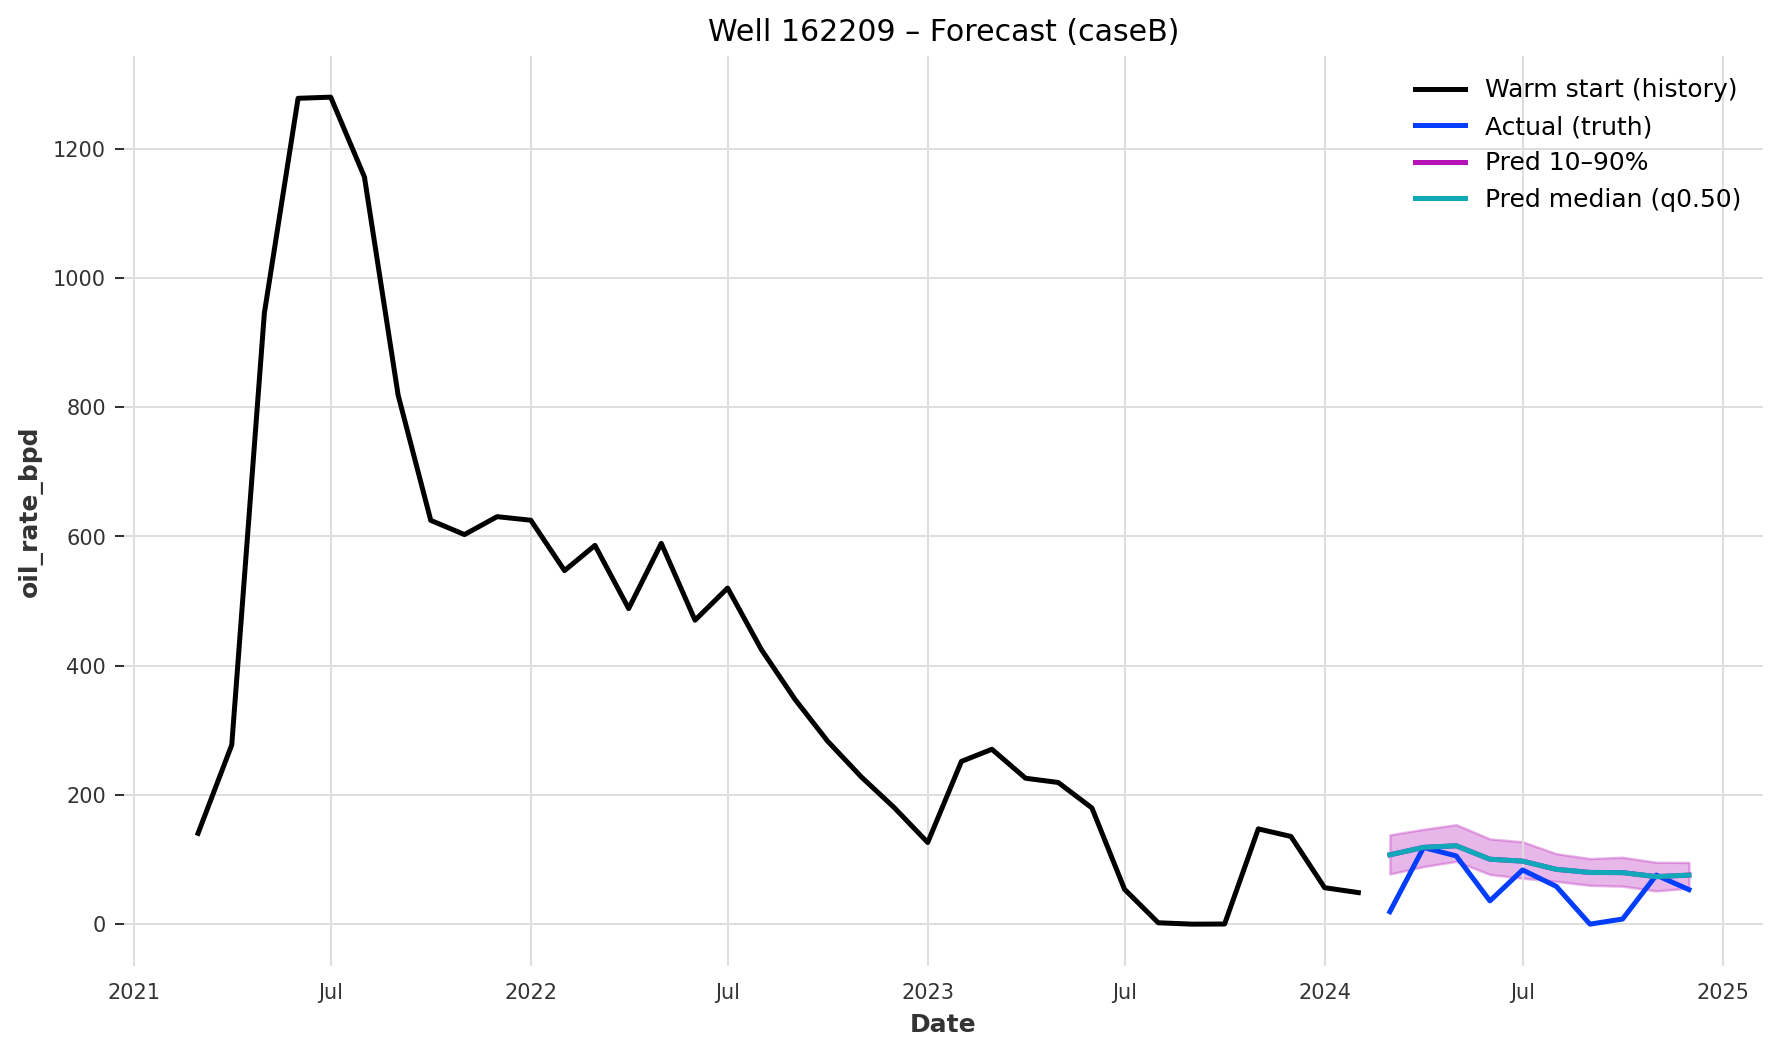 Well 162209 – Forecast (caseB)
Warm start (history)
Actual (truth)
Pred 10–90%
Pred median (q0.50)
oil_rate_bpd
1200
1000
800
600
400
200
0
2021
Jul
2022
Jul
2023
Jul
2024
Jul
2025
Date